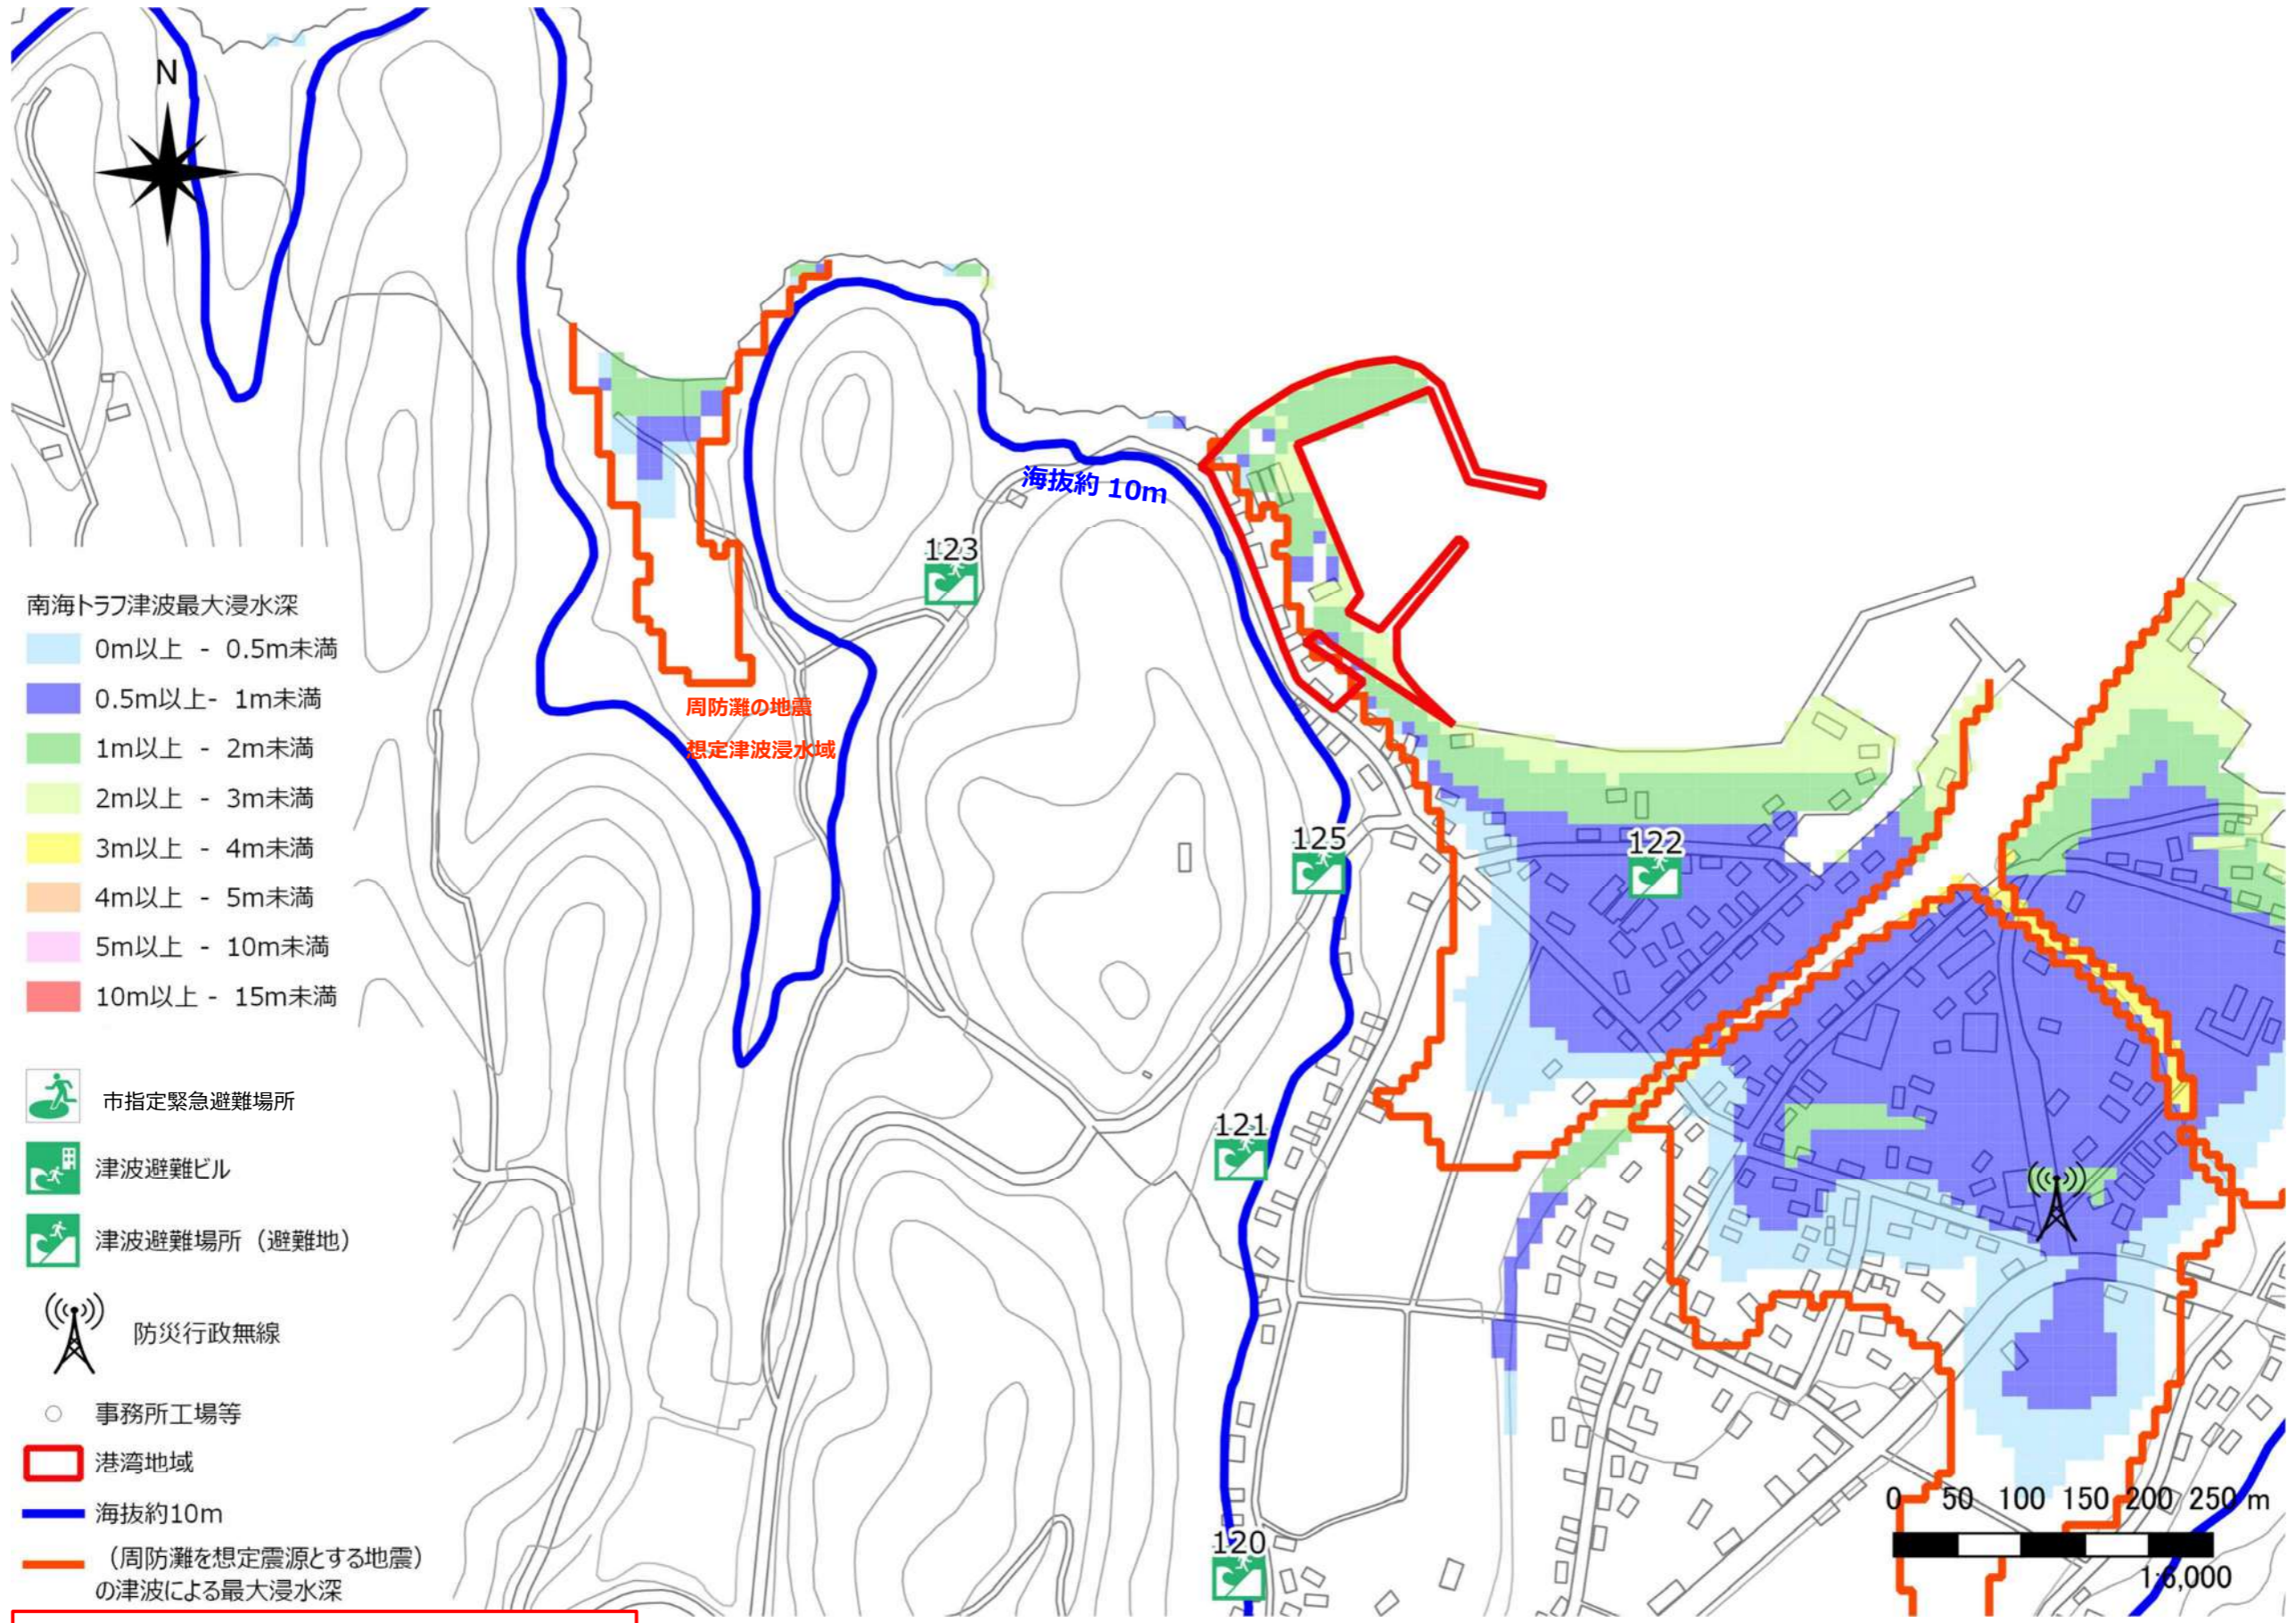 N
海抜約 10m
123
周防灘の地震
想定津波浸水域
125
122
121
120
南海トラフ津波最大浸水深
0m以上 - 0.5m未満
0.5m以上- 1m未満
1m以上 - 2m未満
2m以上 - 3m未満
3m以上 - 4m未満
4m以上 - 5m未満
5m以上 - 10m未満
10m以上 - 15m未満
市指定緊急避難場所
津波避難ビル
津波避難場所（避難地）
防災行政無線
事務所工場等
港湾地域
海抜約10m
（周防灘を想定震源とする地震）
の津波による最大浸水深
0 50 100 150 200 250 m
1:6,000